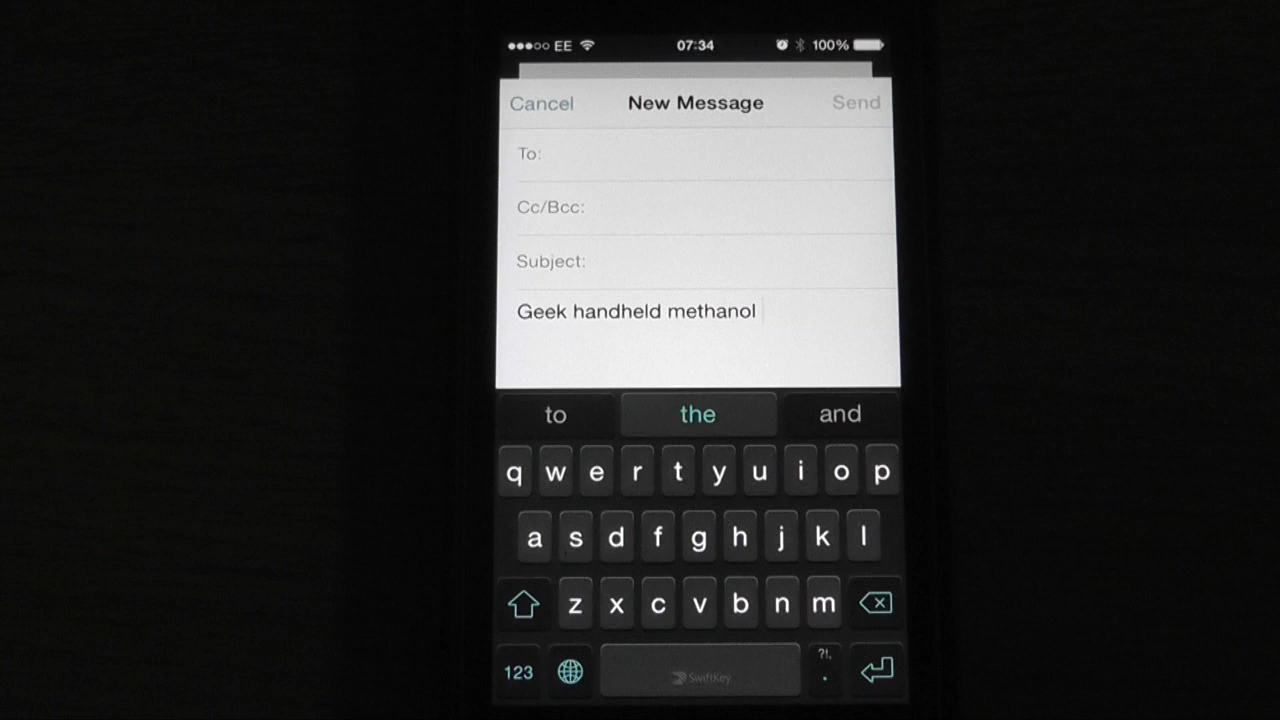 EE 07:34 100%
Cancel New Message Send
To:
Cc/Bcc:
Subject:
Geek handheld methanol
to the and
q w e r t y u i o p
a s d f g h j k l
z x c v b n m
123 SwiftKey ?!, .